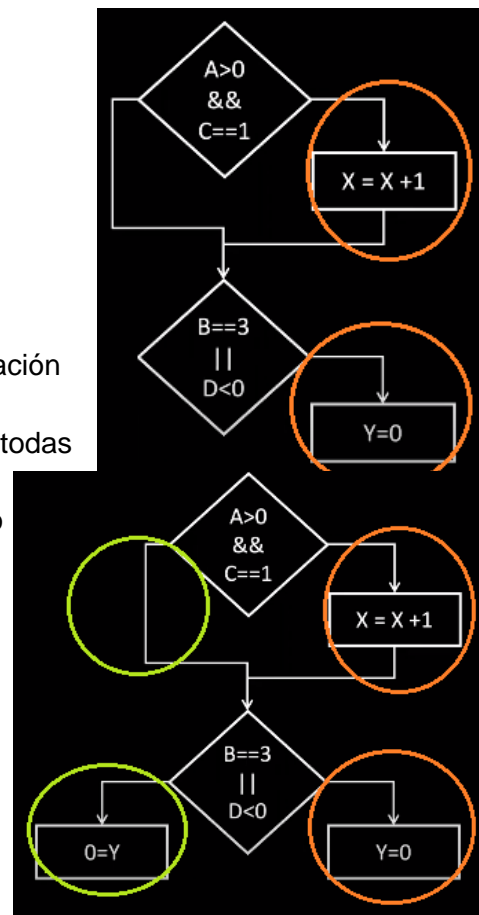 A>0
&&
C==1
X = X +1
B==3
||
D<0
ación
Y=0
todas
o
A>0
&&
C==1
X = X +1
B==3
||
D<0
0=Y
Y=0